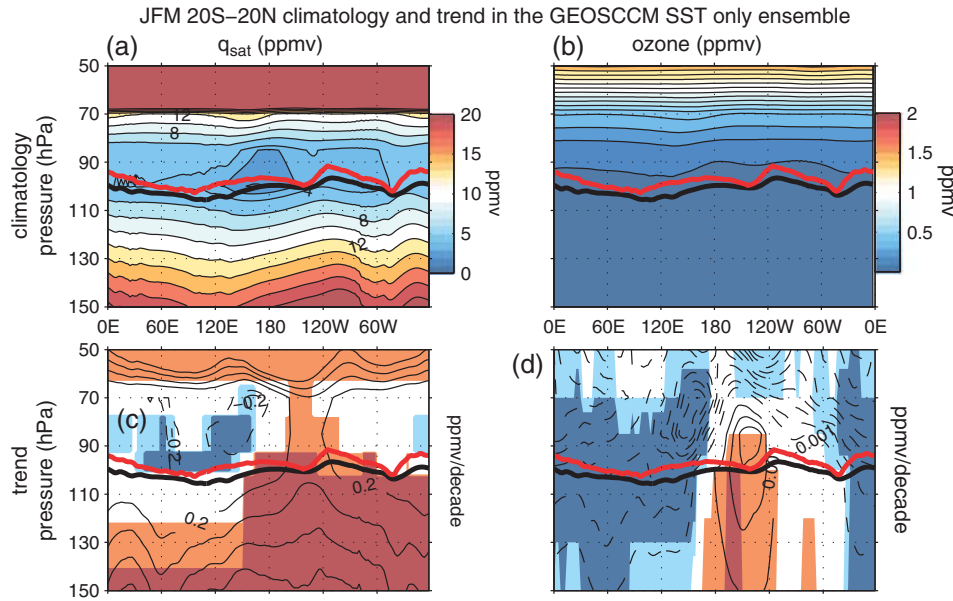 JFM 20S−20N climatology and trend in the GEOSCCM SST only ensemble
(a) qsat (ppmv)
(b) ozone (ppmv)
climatology
pressure (hPa)
50
70
90
110
130
150
12
8
8
12
20
15
10
5
0
ppmv
2
1.5
1
0.5
ppmv
0E 60E 120E 180 120W 60W
0E 60E 120E 180 120W 60W 0E
trend
pressure (hPa)
50
70
90
110
130
150
(c)
−0.2
−0.2
0.2
0.2
ppmv/decade
(d)
0.001
ppmv/decade